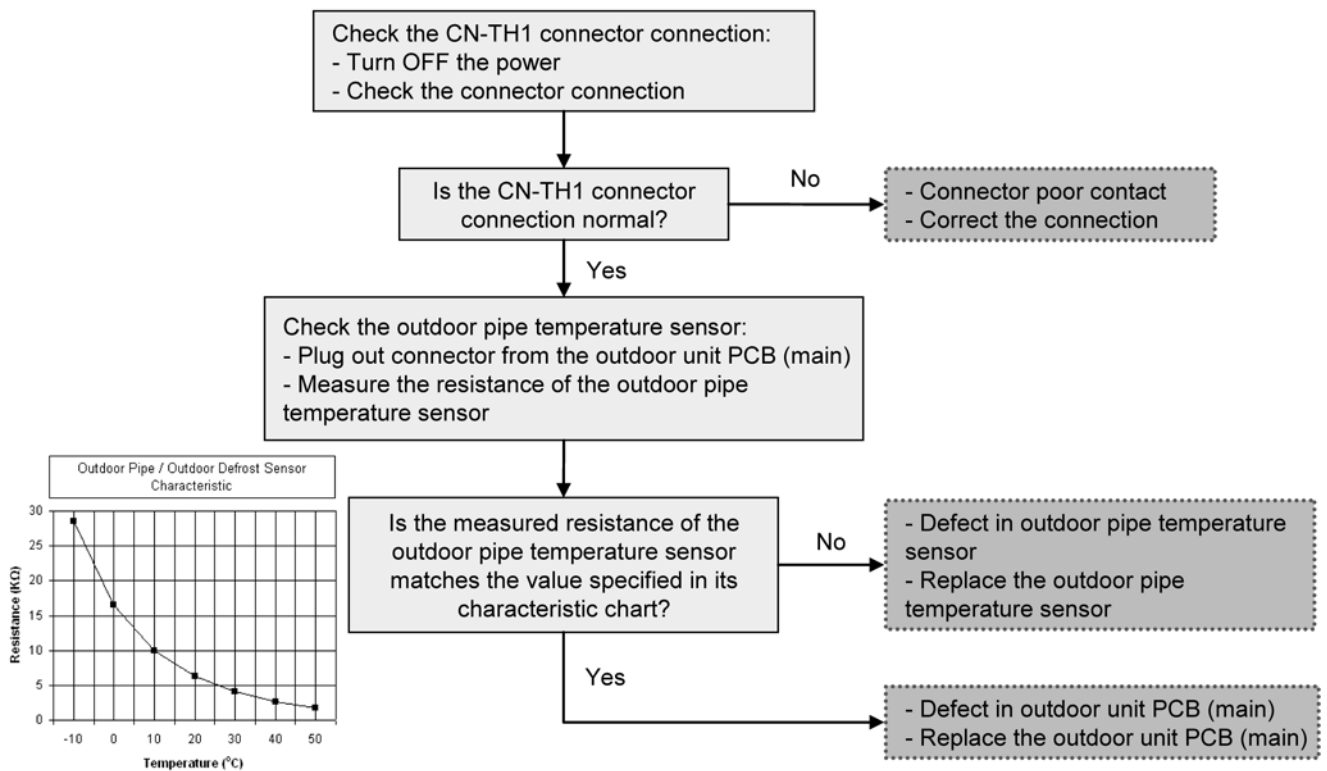 Check the CN-TH1 connector connection:
- Turn OFF the power
- Check the connector connection
Is the CN-TH1 connector
connection normal?
No
- Connector poor contact
- Correct the connection
Yes
Check the outdoor pipe temperature sensor:
- Plug out connector from the outdoor unit PCB (main)
- Measure the resistance of the outdoor pipe
temperature sensor
Outdoor Pipe / Outdoor Defrost Sensor
Characteristic
30
25
20
15
10
5
0
Resistance (KΩ)
-10 0 10 20 30 40 50
Temperature (°C)
Is the measured resistance of the
outdoor pipe temperature sensor
matches the value specified in its
characteristic chart?
No
- Defect in outdoor pipe temperature
sensor
- Replace the outdoor pipe
temperature sensor
Yes
- Defect in outdoor unit PCB (main)
- Replace the outdoor unit PCB (main)